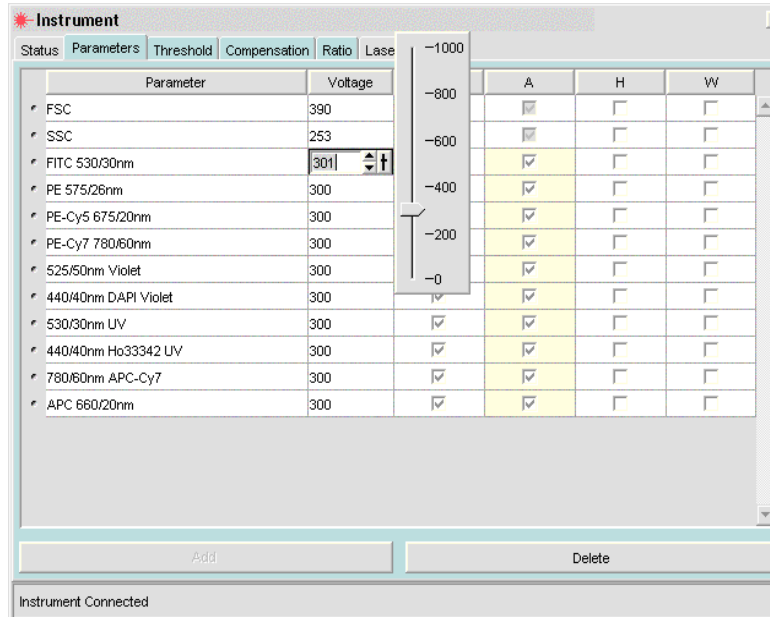 Instrument
Status Parameters Threshold Compensation Ratio Lase
Parameter Voltage A H W
FSC 390
SSC 253
FITC 530/30nm 301
PE 575/26nm 300
PE-Cy5 675/20nm 300
PE-Cy7 780/60nm 300
525/50nm Violet 300
440/40nm DAPI Violet 300
530/30nm UV 300
440/40nm Ho33342 UV 300
780/60nm APC-Cy7 300
APC 660/20nm 300
1000
800
600
400
200
0
Add Delete
Instrument Connected